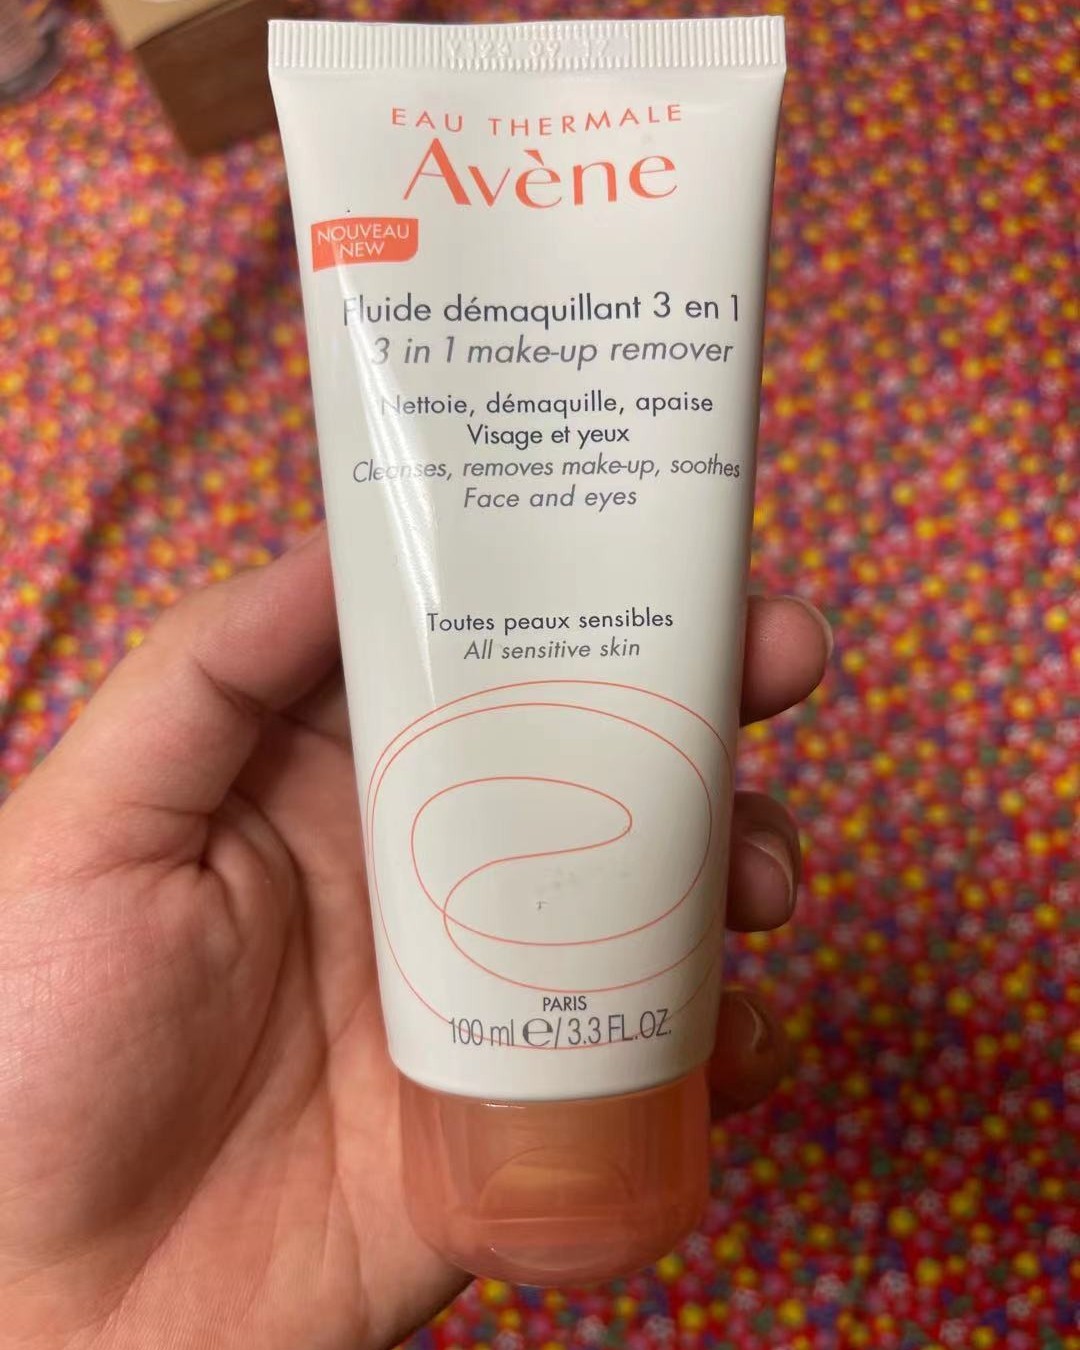 EAU THERMALE
Avène
NOUVEAU
NEW
Fluide démaquillant 3 en 1
3 in 1 make-up remover
Nettoie, démaquille, apaise
Visage et yeux
Cleanses, removes make-up, soothes
Face and eyes
Toutes peaux sensibles
All sensitive skin
PARIS
100 ml e/3.3 FL.OZ.